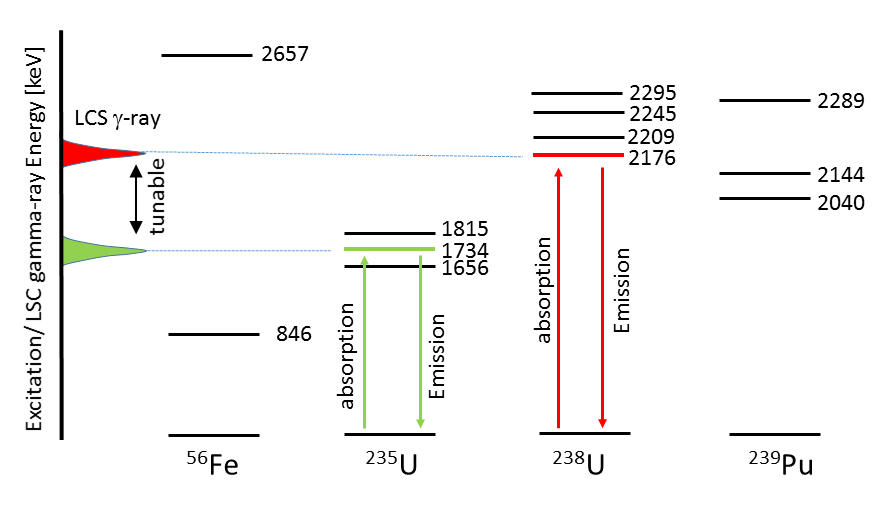 Excitation/ LSC gamma-ray Energy [keV]
LCS γ-ray
tunable
2657
846
⁵⁶Fe
1815
1734
1656
absorption
Emission
²³⁵U
2295
2245
2209
2176
absorption
Emission
²³⁸U
2289
2144
2040
²³⁹Pu